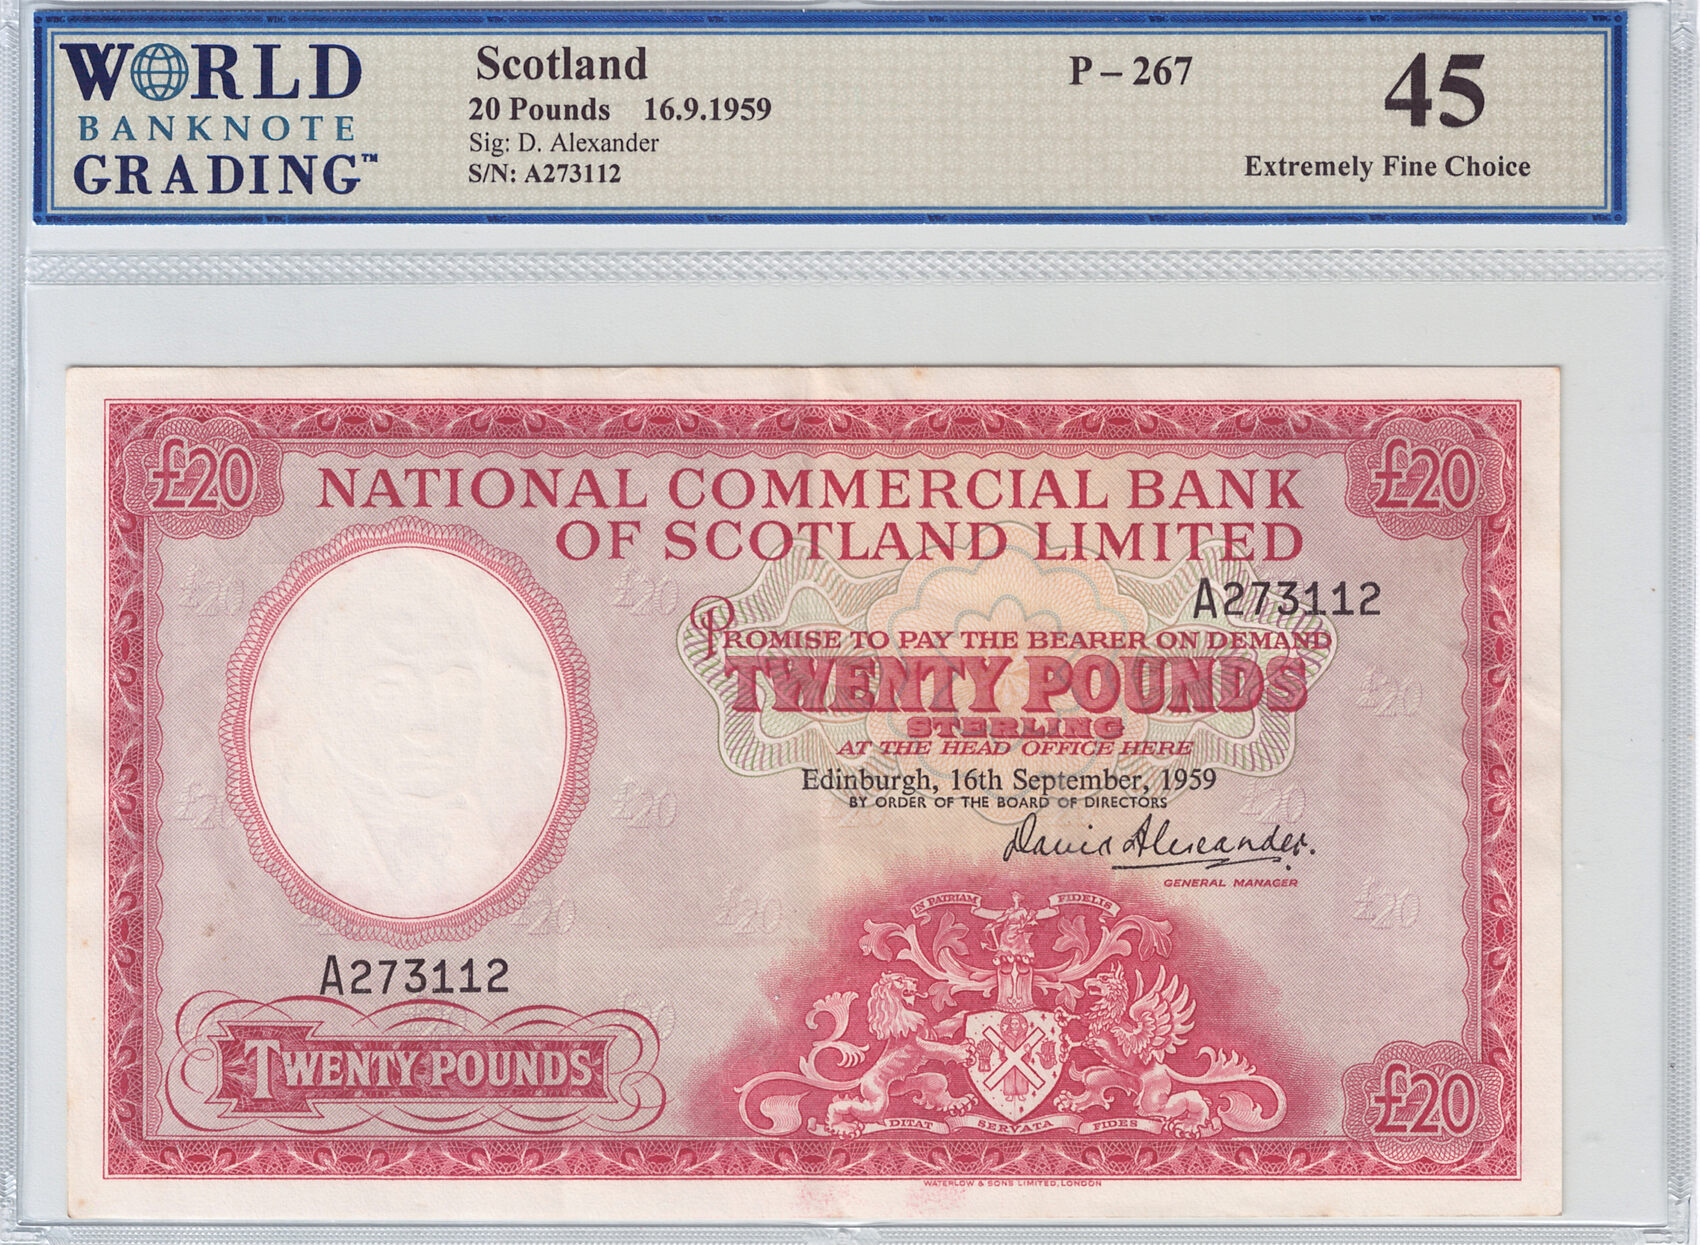 WORLD
BANKNOTE
GRADING™
Scotland
20 Pounds 16.9.1959
Sig: D. Alexander
S/N: A273112
P – 267
45
Extremely Fine Choice
£20
£20
NATIONAL COMMERCIAL BANK
OF SCOTLAND LIMITED
A273112
PROMISE TO PAY THE BEARER ON DEMAND
TWENTY POUNDS
STERLING
AT THE HEAD OFFICE HERE
Edinburgh, 16th September, 1959
BY ORDER OF THE BOARD OF DIRECTORS
David Alexander.
GENERAL MANAGER
IN PATRIAM FIDELIS
A273112
TWENTY POUNDS
DITAT SERVATA FIDES
£20
WATERLOW & SONS LIMITED, LONDON